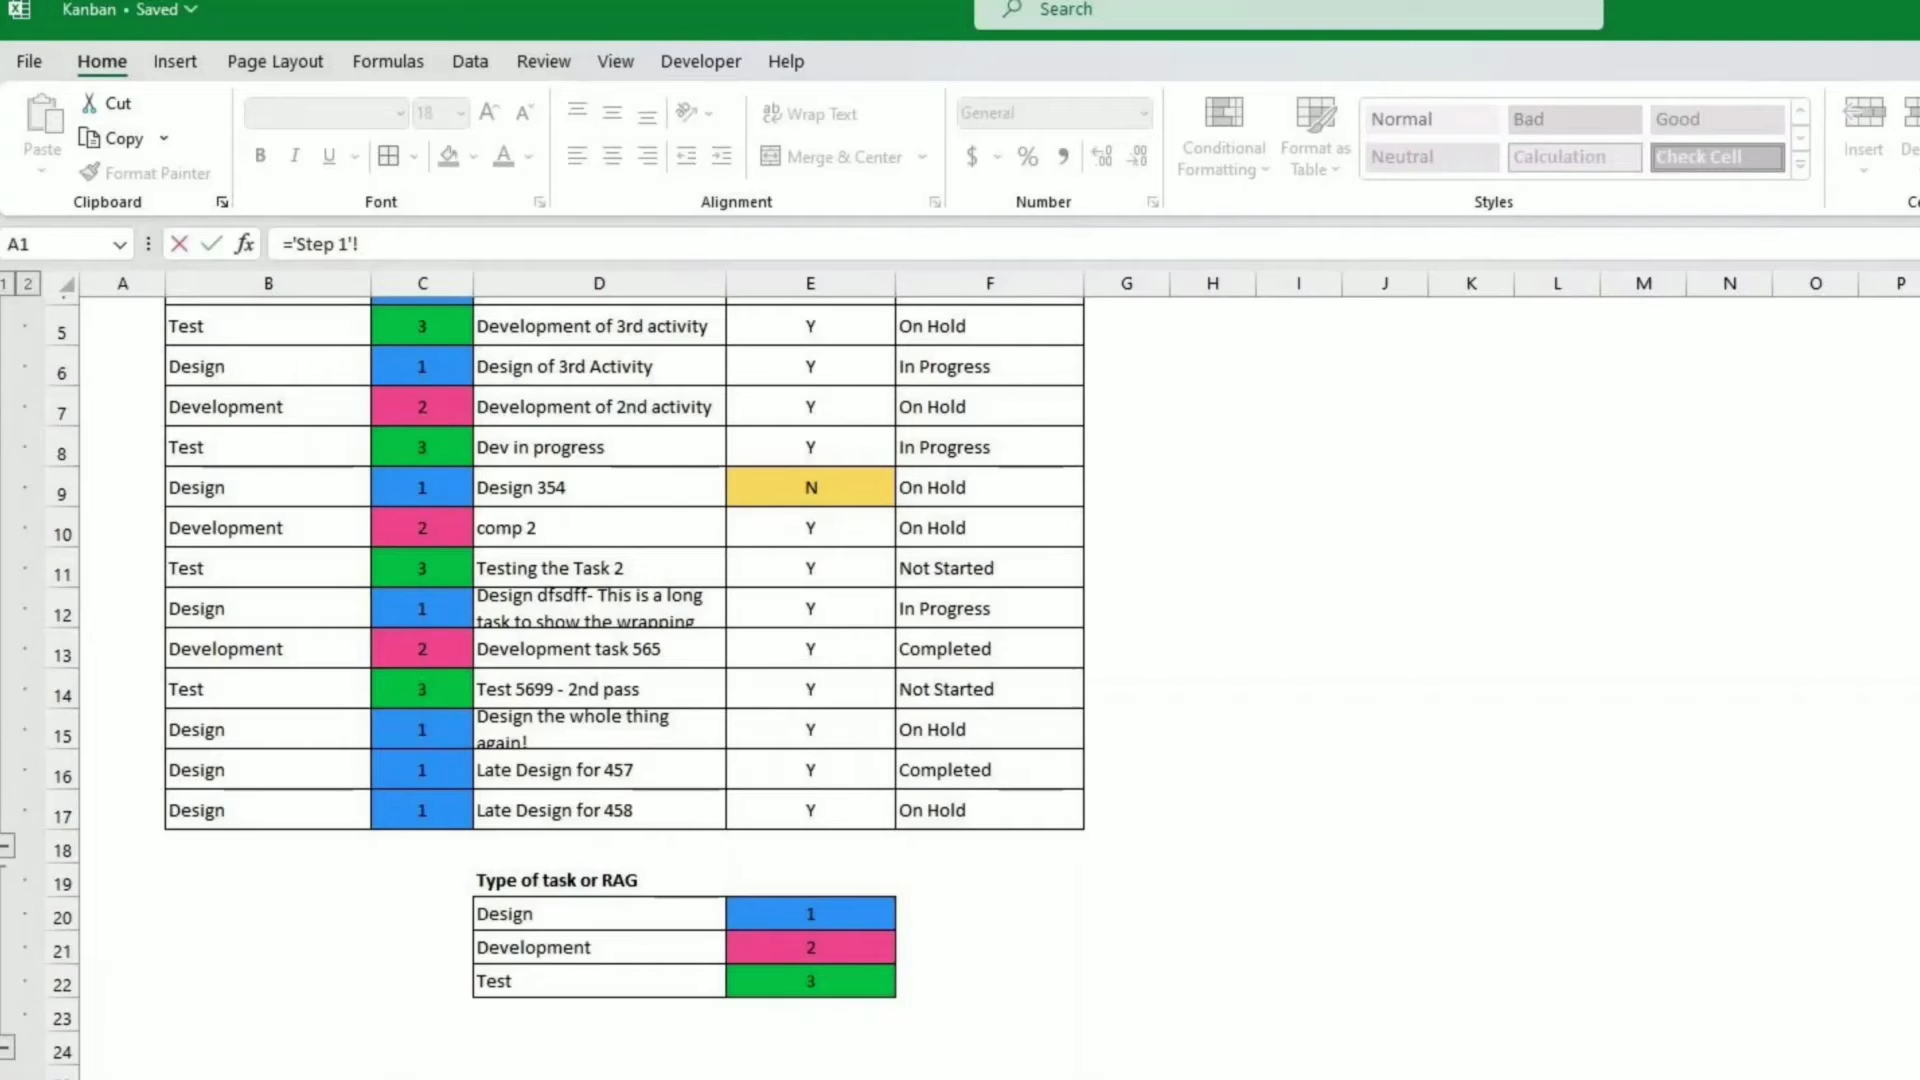 Kanban • Saved
Search
File Home Insert Page Layout Formulas Data Review View Developer Help
Paste
Cut
Copy
Format Painter
Clipboard
18
B I U
Font
Wrap Text
Merge & Center
Alignment
General
$ % 9
Number
Conditional Formatting
Format as Table
Normal Bad Good
Neutral Calculation Check Cell
Styles
Insert
A1
fx
='Step 1'!
1 2
A B C D E F G H I J K L M N O P
5 Test 3 Development of 3rd activity Y On Hold
6 Design 1 Design of 3rd Activity Y In Progress
7 Development 2 Development of 2nd activity Y On Hold
8 Test 3 Dev in progress Y In Progress
9 Design 1 Design 354 N On Hold
10 Development 2 comp 2 Y On Hold
11 Test 3 Testing the Task 2 Y Not Started
12 Design 1 Design dfsdff- This is a long Y In Progress
task to show the wrapping
13 Development 2 Development task 565 Y Completed
14 Test 3 Test 5699 - 2nd pass Y Not Started
15 Design 1 Design the whole thing Y On Hold
again!
16 Design 1 Late Design for 457 Y Completed
17 Design 1 Late Design for 458 Y On Hold
18
19 Type of task or RAG
20 Design 1
21 Development 2
22 Test 3
23
24